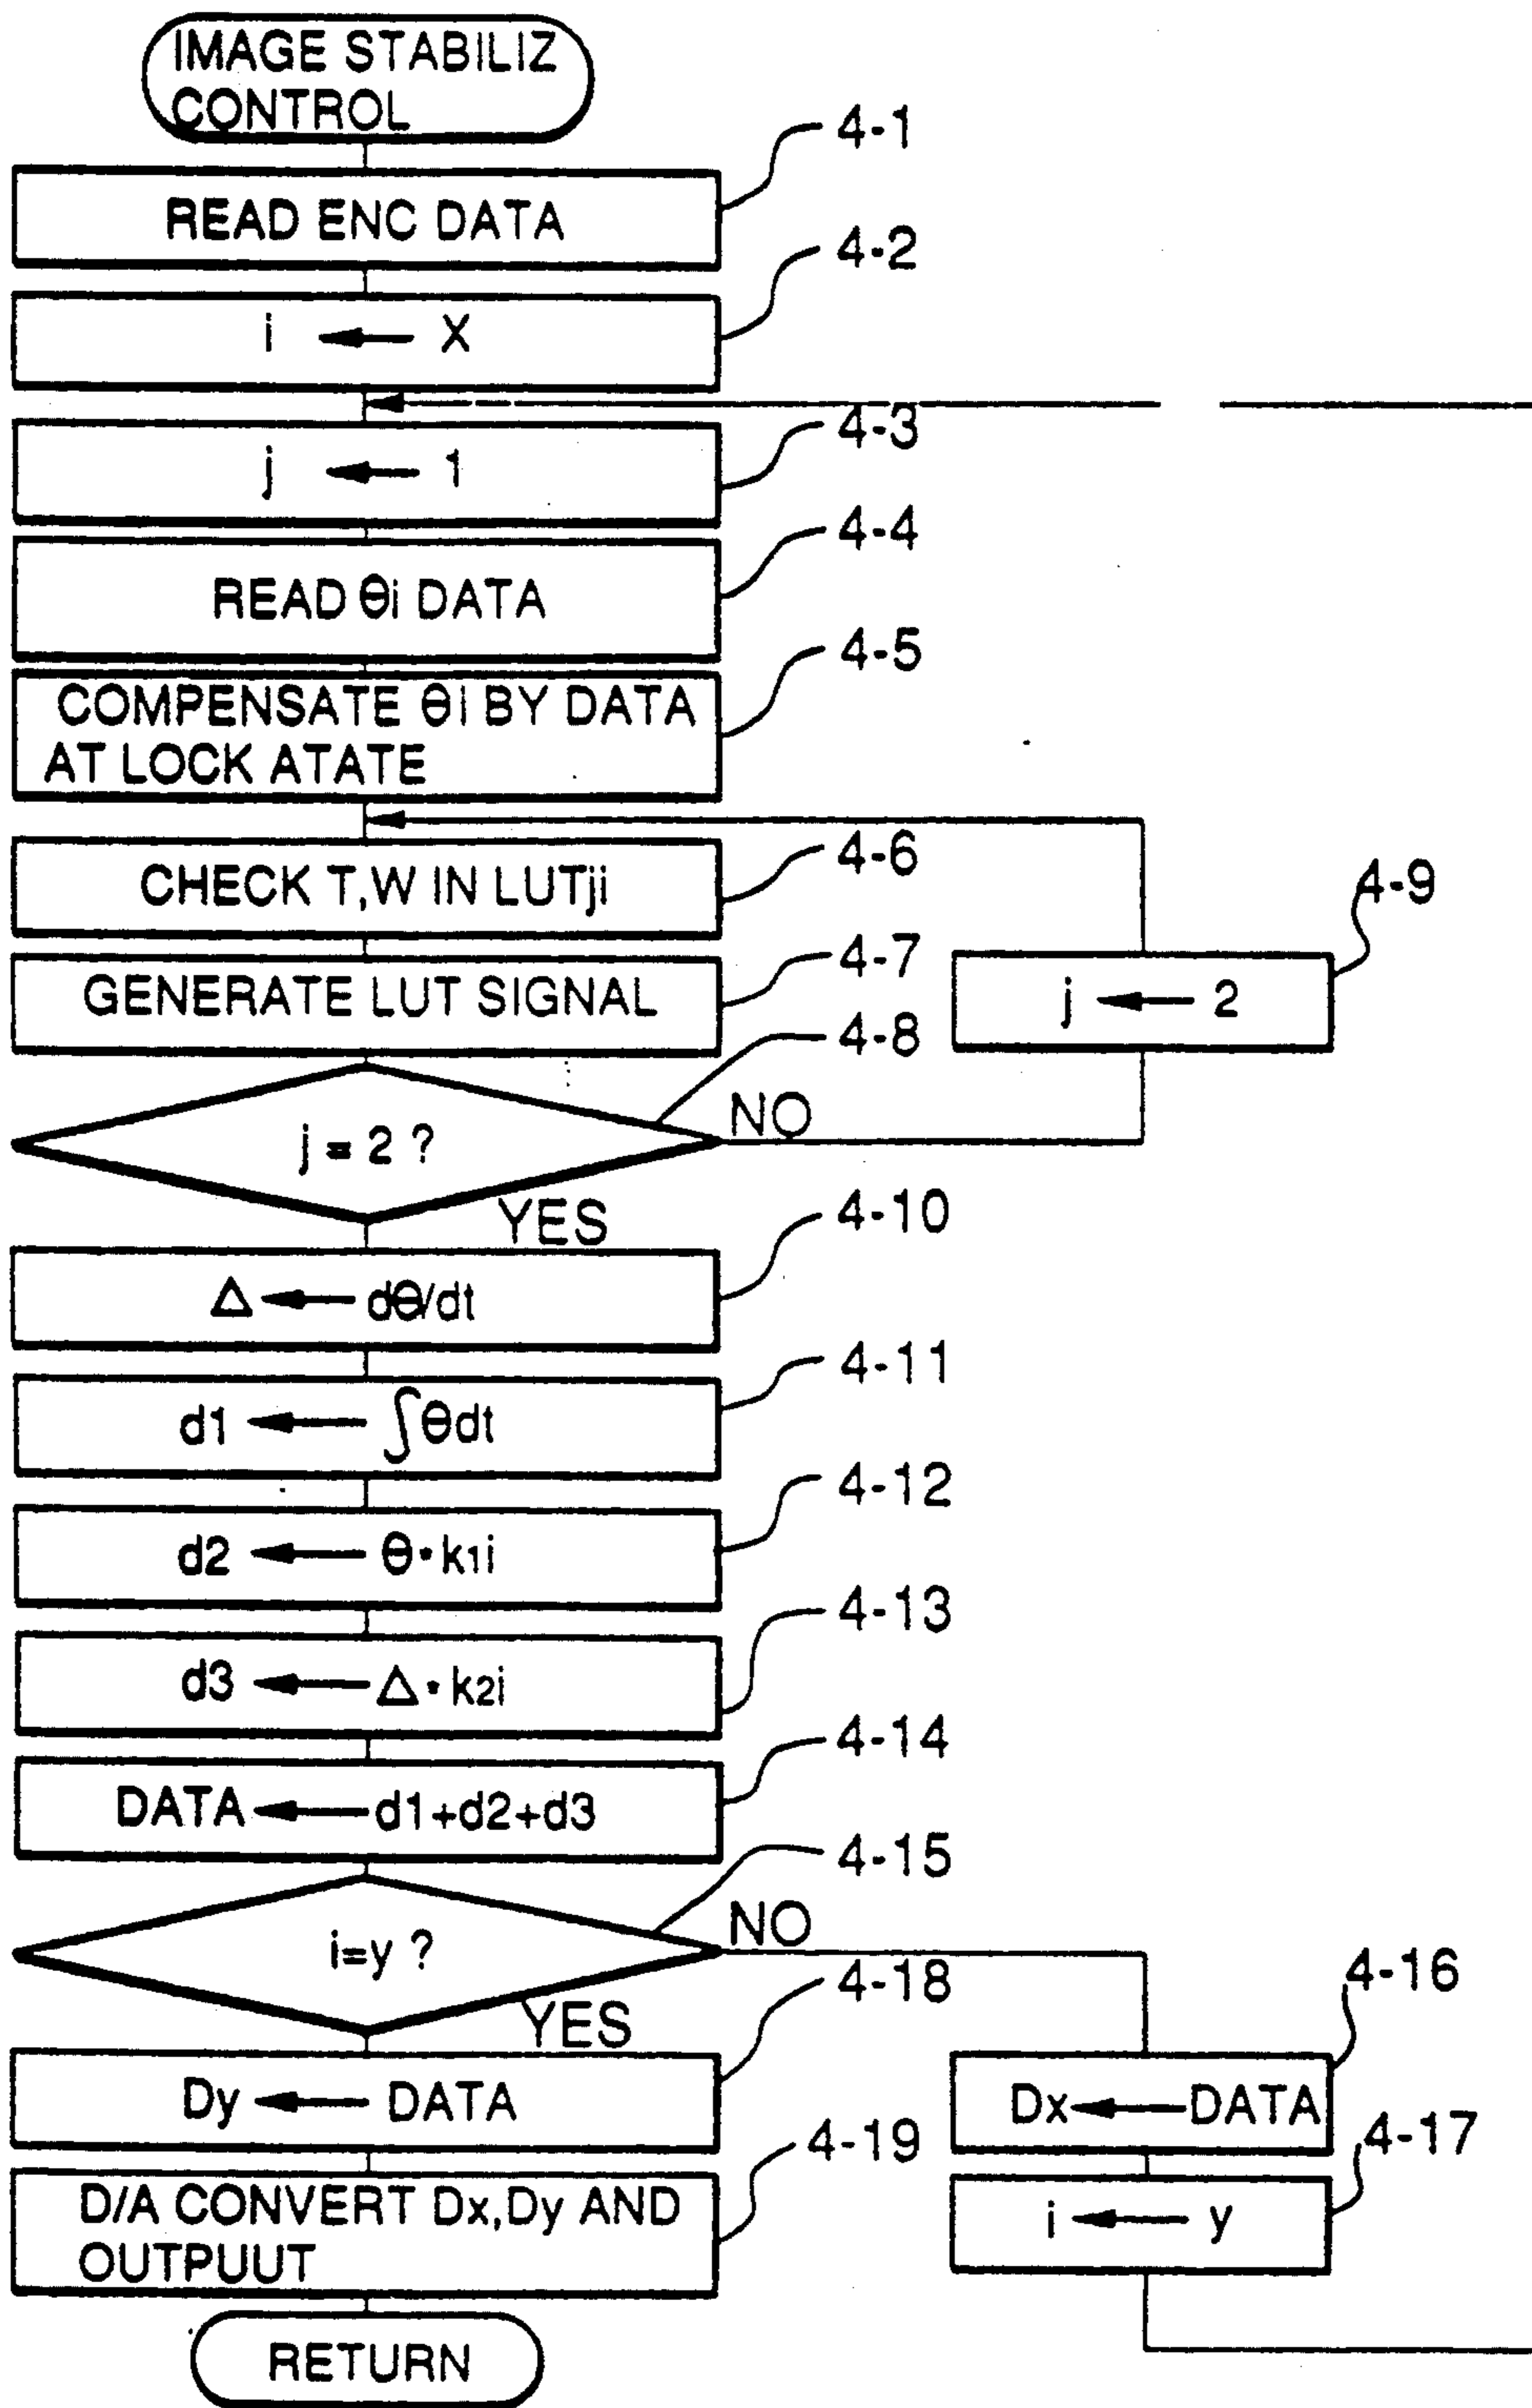 IMAGE STABILIZ
CONTROL
4-1
READ ENC DATA
4-2
i ← X
4-3
j ← 1
4-4
READ θi DATA
4-5
COMPENSATE θi BY DATA
AT LOCK ATATE
4-6
CHECK T,W IN LUTji
4-7
GENERATE LUT SIGNAL
4-8
j = 2 ?
NO
4-9
j ← 2
YES
4-10
Δ ← dθ/dt
4-11
d1 ← ∫θdt
4-12
d2 ← θ・k1i
4-13
d3 ← Δ・k2i
4-14
DATA ← d1+d2+d3
4-15
i=y ?
NO
4-16
Dx ← DATA
4-17
i ← y
YES
4-18
Dy ← DATA
4-19
D/A CONVERT Dx,Dy AND
OUTPUUT
RETURN